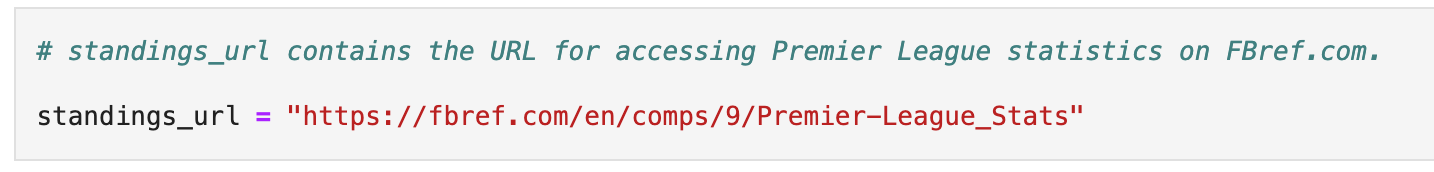 # standings_url contains the URL for accessing Premier League statistics on FBref.com.
standings_url = "https://fbref.com/en/comps/9/Premier-League_Stats"